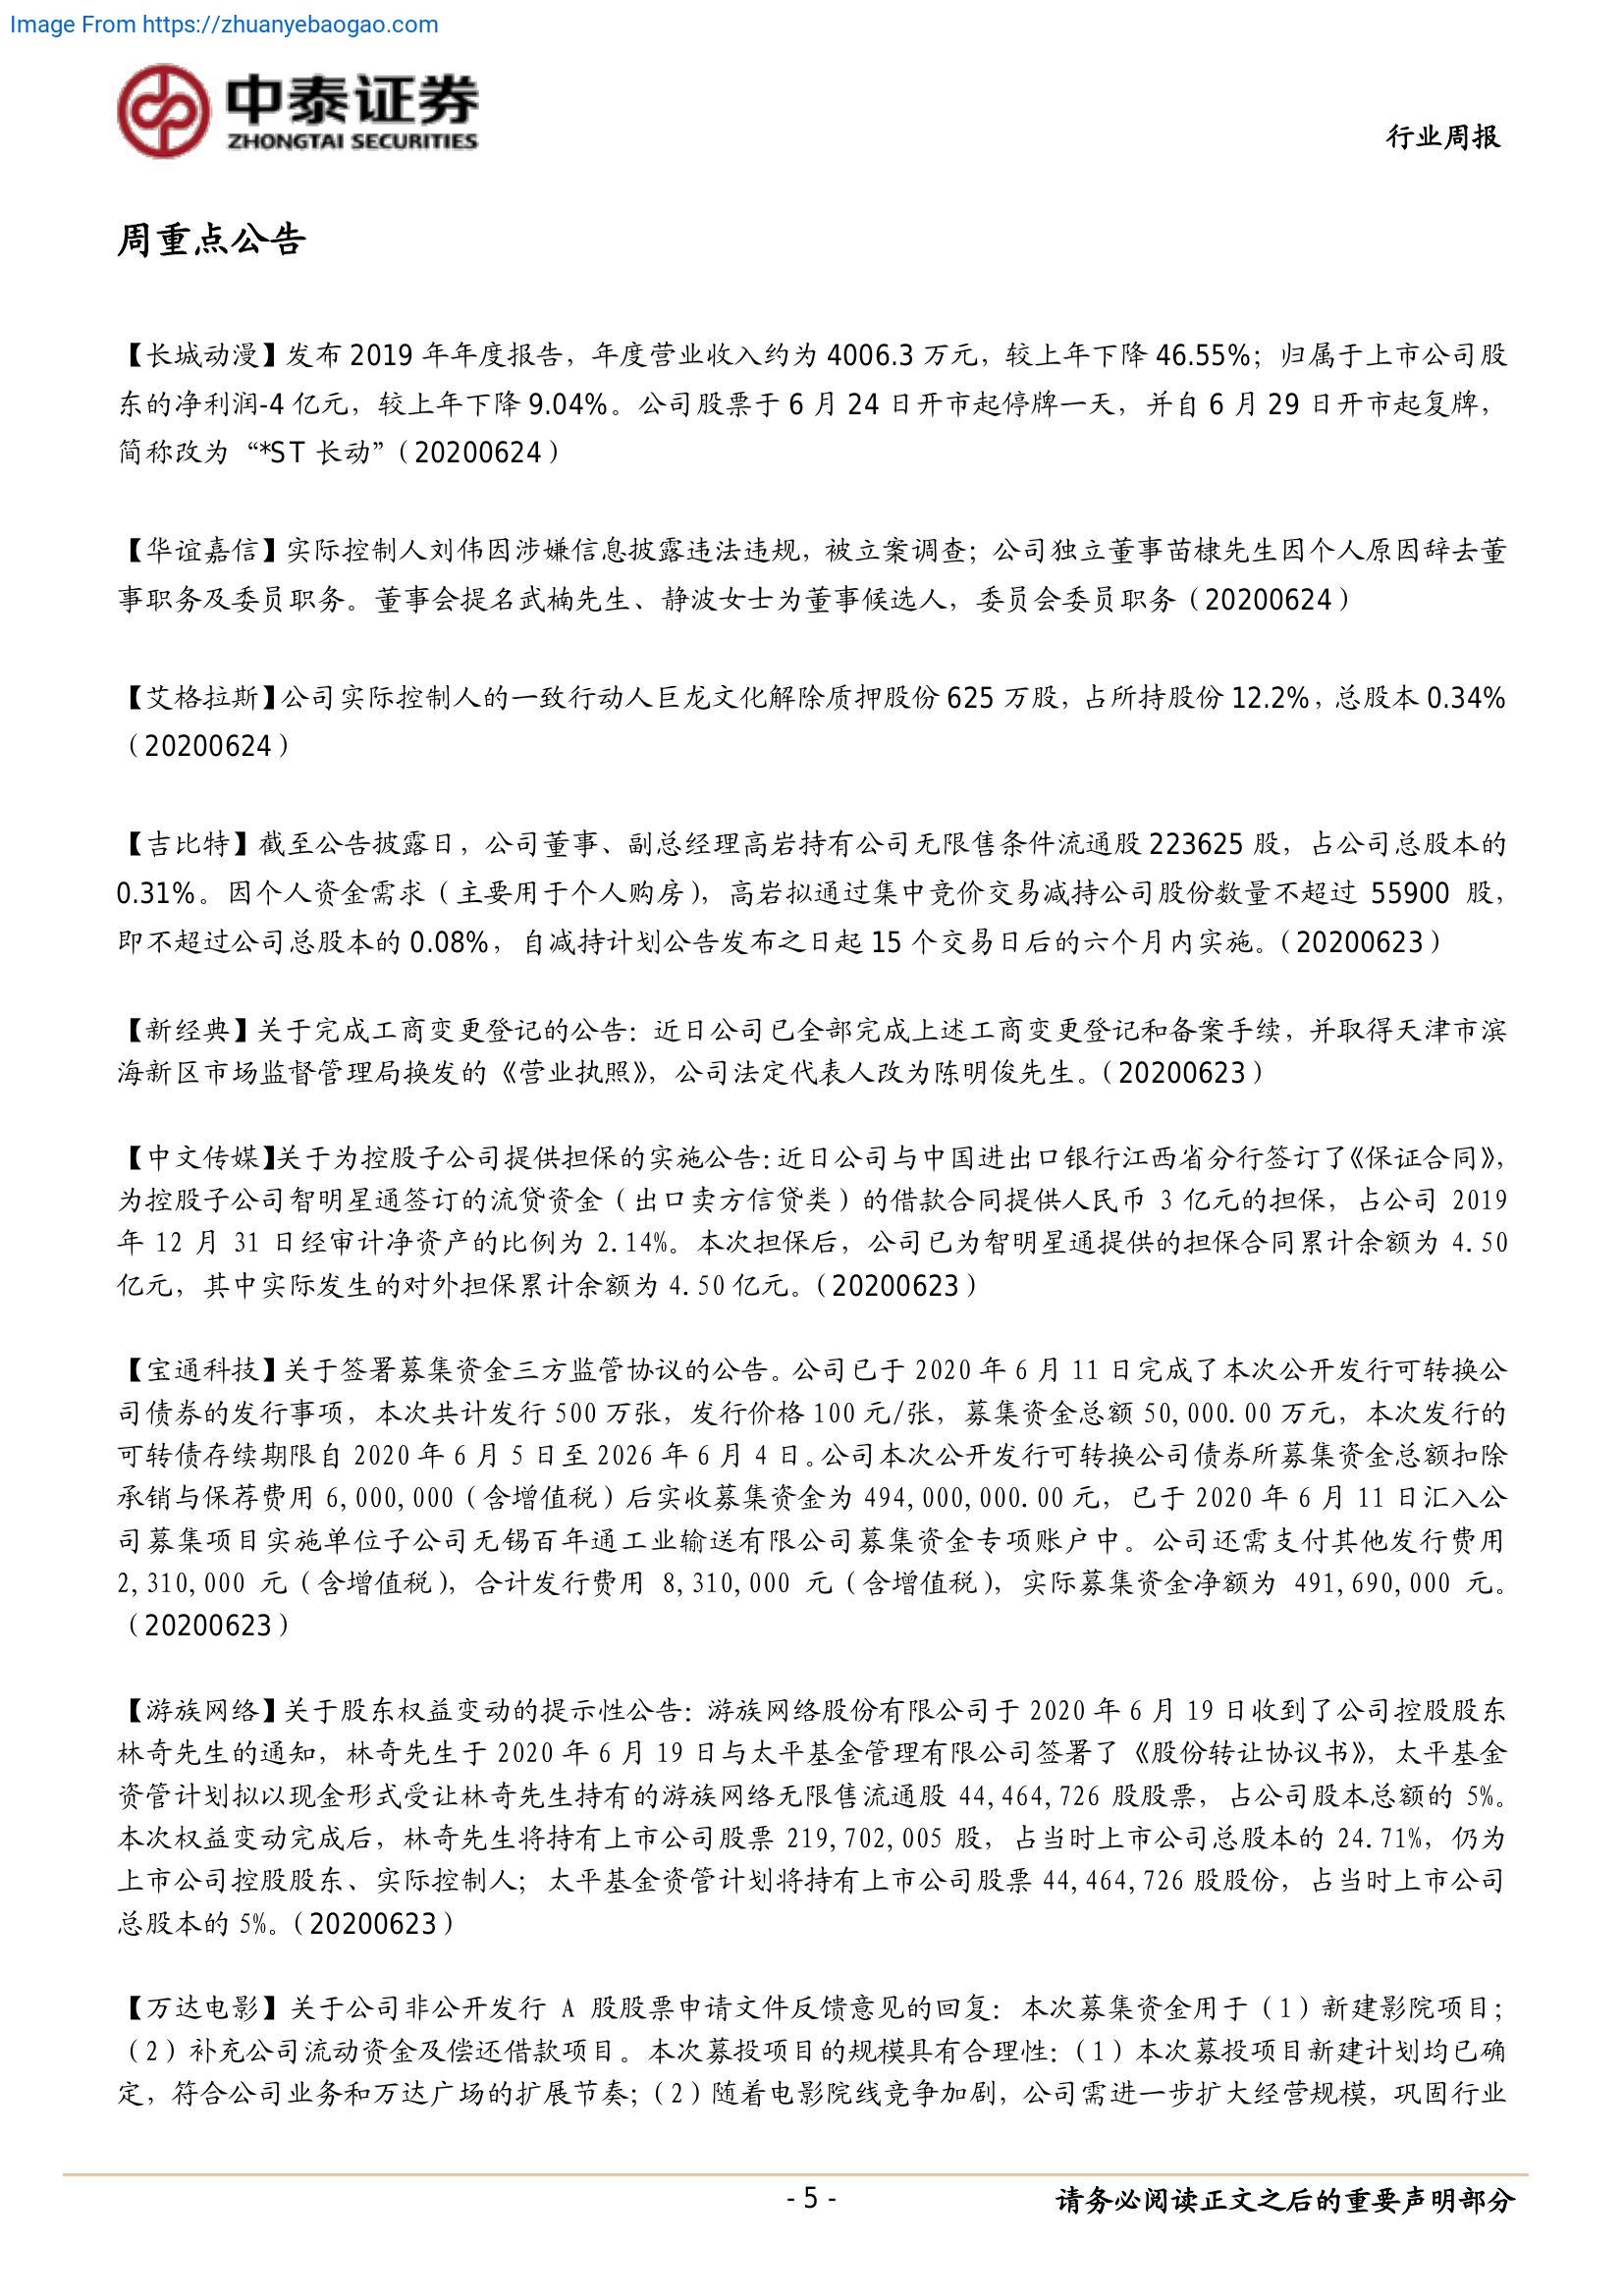 Image From https://zhuanyebaogao.com
中泰证券
ZHONGTAI SECURITIES
行业周报
周重点公告
【长城动漫】发布 2019 年年度报告，年度营业收入约为 4006.3 万元，较上年下降 46.55%；归属于上市公司股
东的净利润-4 亿元，较上年下降 9.04%。公司股票于 6 月 24 日开市起停牌一天，并自 6 月 29 日开市起复牌，
简称改为 “*ST 长动”（20200624）
【华谊嘉信】实际控制人刘伟因涉嫌信息披露违法违规，被立案调查；公司独立董事苗棣先生因个人原因辞去董
事职务及委员职务。董事会提名武楠先生、静波女士为董事候选人，委员会委员职务（20200624）
【艾格拉斯】公司实际控制人的一致行动人巨龙文化解除质押股份 625 万股，占所持股份 12.2%，总股本 0.34%
（20200624）
【吉比特】截至公告披露日，公司董事、副总经理高岩持有公司无限售条件流通股 223625 股，占公司总股本的
0.31%。因个人资金需求（主要用于个人购房），高岩拟通过集中竞价交易减持公司股份数量不超过 55900 股，
即不超过公司总股本的 0.08%，自减持计划公告发布之日起 15 个交易日后的六个月内实施。（20200623）
【新经典】关于完成工商变更登记的公告：近日公司已全部完成上述工商变更登记和备案手续，并取得天津市滨
海新区市场监督管理局换发的《营业执照》，公司法定代表人改为陈明俊先生。（20200623）
【中文传媒】关于为控股子公司提供担保的实施公告：近日公司与中国进出口银行江西省分行签订了《保证合同》，
为控股子公司智明星通签订的流贷资金（出口卖方信贷类）的借款合同提供人民币 3 亿元的担保，占公司 2019
年 12 月 31 日经审计净资产的比例为 2.14%。本次担保后，公司已为智明星通提供的担保合同累计余额为 4.50
亿元，其中实际发生的对外担保累计余额为 4.50 亿元。（20200623）
【宝通科技】关于签署募集资金三方监管协议的公告。公司已于 2020 年 6 月 11 日完成了本次公开发行可转换公
司债券的发行事项，本次共计发行 500 万张，发行价格 100 元/张，募集资金总额 50,000.00 万元，本次发行的
可转债存续期限自 2020 年 6 月 5 日至 2026 年 6 月 4 日。公司本次公开发行可转换公司债券所募集资金总额扣除
承销与保荐费用 6,000,000（含增值税）后实收募集资金为 494,000,000.00 元，已于 2020 年 6 月 11 日汇入公
司募集项目实施单位子公司无锡百年通工业输送有限公司募集资金专项账户中。公司还需支付其他发行费用
2,310,000 元（含增值税），合计发行费用 8,310,000 元（含增值税），实际募集资金净额为 491,690,000 元。
（20200623）
【游族网络】关于股东权益变动的提示性公告：游族网络股份有限公司于 2020 年 6 月 19 日收到了公司控股股东
林奇先生的通知，林奇先生于 2020 年 6 月 19 日与太平基金管理有限公司签署了《股份转让协议书》，太平基金
资管计划拟以现金形式受让林奇先生持有的游族网络无限售流通股 44,464,726 股股票，占公司股本总额的 5%。
本次权益变动完成后，林奇先生将持有上市公司股票 219,702,005 股，占当时上市公司总股本的 24.71%，仍为
上市公司控股股东、实际控制人；太平基金资管计划将持有上市公司股票 44,464,726 股股份，占当时上市公司
总股本的 5%。（20200623）
【万达电影】关于公司非公开发行 A 股股票申请文件反馈意见的回复：本次募集资金用于（1）新建影院项目；
（2）补充公司流动资金及偿还借款项目。本次募投项目的规模具有合理性：（1）本次募投项目新建计划均已确
定，符合公司业务和万达广场的扩展节奏；（2）随着电影院线竞争加剧，公司需进一步扩大经营规模，巩固行业
- 5 -
请务必阅读正文之后的重要声明部分